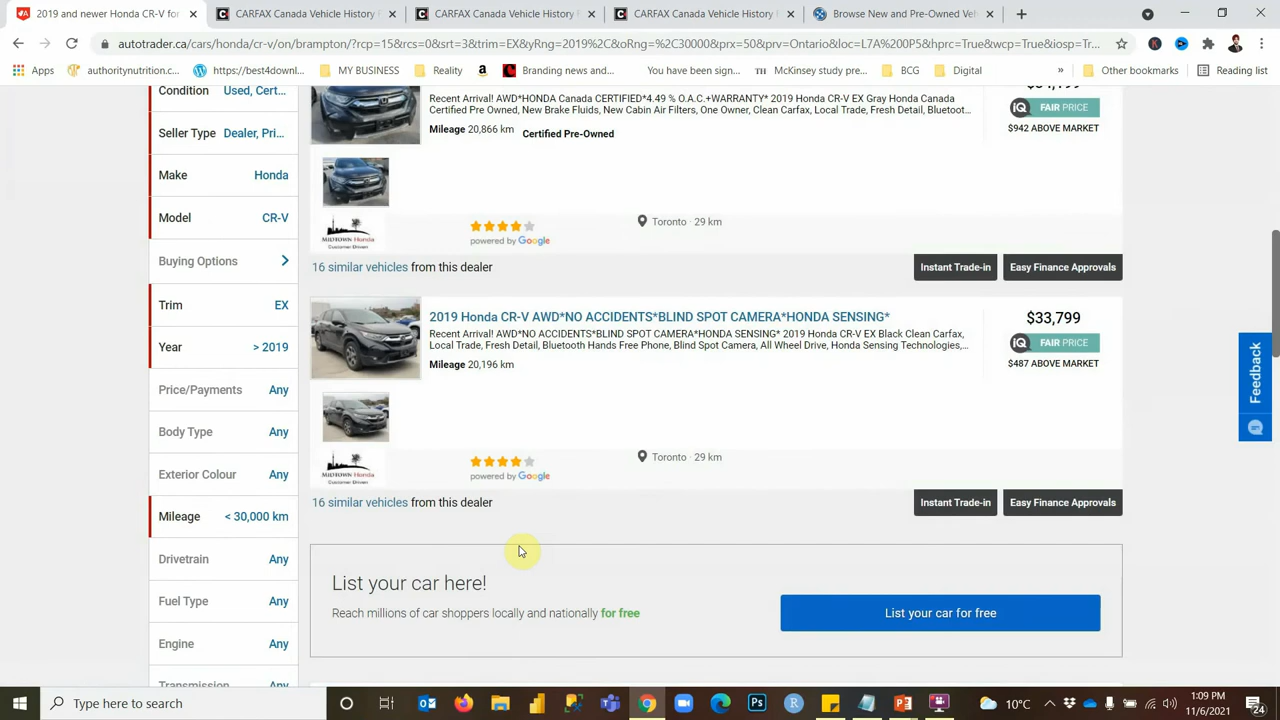 2019 and newer Honda CR-V for
CARFAX Canada Vehicle History
CARFAX Canada Vehicle History
CARFAX Canada Vehicle History
Browse New and Pre-Owned Veh
autotrader.ca/cars/honda/cr-v/on/brampton/?rcp=15&rcs=0&srt=3&trim=EX&yRng=2019%2C&oRng=%2C30000&prx=50&prv=Ontario&loc=L7A%200P5&hprc=True&wcp=True&iosp=Tr...
Apps
authoritynutrition.c...
https://best4downl...
MY BUSINESS
Reality
Branding news and...
You have been sign...
TH McKinsey study pre...
BCG
Digital
»
Other bookmarks
Reading list
Condition Used, Cert...
Seller Type Dealer, Pri...
Make Honda
Model CR-V
Buying Options
Trim EX
Year > 2019
Price/Payments Any
Body Type Any
Exterior Colour Any
Mileage < 30,000 km
Drivetrain Any
Fuel Type Any
Engine Any
Transmission Any
Recent Arrival! AWD*HONDA Canada CERTIFIED*4.49 % O.A.C.+WARRANTY* 2019 Honda CR-V EX Gray Honda Canada
Certified Pre Owned, New Brake Fluids, New Cabin Air Filters, One Owner, Clean Carfax, Local Trade, Fresh Detail, Bluetoot...
Mileage 20,866 km Certified Pre-Owned
iQ FAIR PRICE
$942 ABOVE MARKET
MIDTOWN Honda
Customer Driven
powered by Google
Toronto · 29 km
16 similar vehicles from this dealer
Instant Trade-in
Easy Finance Approvals
2019 Honda CR-V AWD*NO ACCIDENTS*BLIND SPOT CAMERA*HONDA SENSING*
Recent Arrival! AWD*NO ACCIDENTS*BLIND SPOT CAMERA*HONDA SENSING* 2019 Honda CR-V EX Black Clean Carfax,
Local Trade, Fresh Detail, Bluetooth Hands Free Phone, Blind Spot Camera, All Wheel Drive, Honda Sensing Technologies,...
Mileage 20,196 km
$33,799
iQ FAIR PRICE
$487 ABOVE MARKET
MIDTOWN Honda
Customer Driven
powered by Google
Toronto · 29 km
16 similar vehicles from this dealer
Instant Trade-in
Easy Finance Approvals
List your car here!
Reach millions of car shoppers locally and nationally for free
List your car for free
Feedback
Type here to search
10°C
1:09 PM
11/6/2021
24